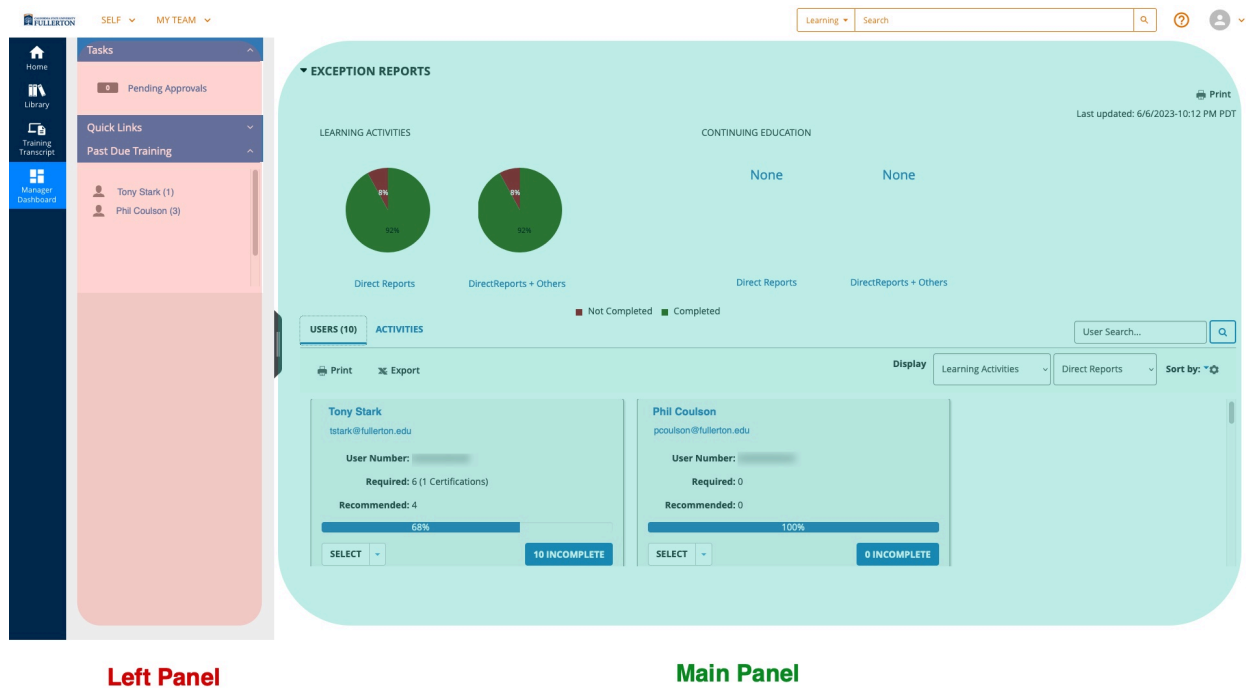 CALIFORNIA STATE UNIVERSITY
FULLERTON
SELF
MY TEAM
Learning
Search
Home
Library
Training
Transcript
Manager
Dashboard
Tasks
0 Pending Approvals
Quick Links
Past Due Training
Tony Stark (1)
Phil Coulson (3)
EXCEPTION REPORTS
Print
Last updated: 6/6/2023-10:12 PM PDT
LEARNING ACTIVITIES
CONTINUING EDUCATION
8%
92%
8%
92%
None
None
Direct Reports
DirectReports + Others
Direct Reports
DirectReports + Others
Not Completed
Completed
USERS (10)
ACTIVITIES
User Search...
Print
Export
Display
Learning Activities
Direct Reports
Sort by:
Tony Stark
tstark@fullerton.edu
User Number:
Required: 6 (1 Certifications)
Recommended: 4
68%
SELECT
10 INCOMPLETE
Phil Coulson
pcoulson@fullerton.edu
User Number:
Required: 0
Recommended: 0
100%
SELECT
0 INCOMPLETE
Left Panel
Main Panel